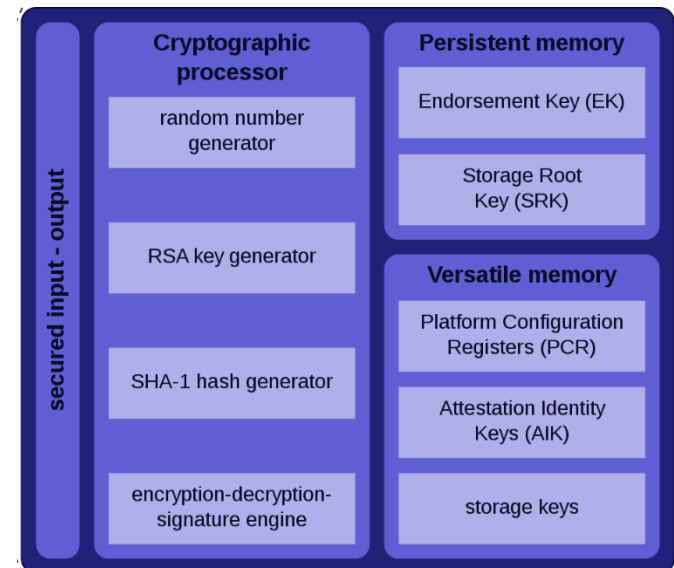 secured input - output
Cryptographic
processor
random number
generator
RSA key generator
SHA-1 hash generator
encryption-decryption-
signature engine
Persistent memory
Endorsement Key (EK)
Storage Root
Key (SRK)
Versatile memory
Platform Configuration
Registers (PCR)
Attestation Identity
Keys (AIK)
storage keys